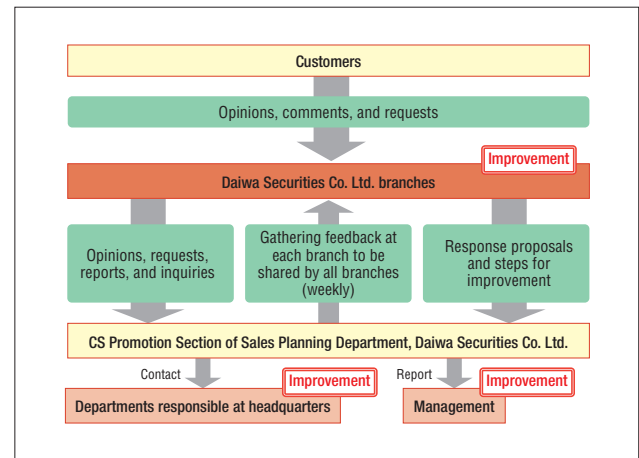 Customers
Opinions, comments, and requests
Improvement
Daiwa Securities Co. Ltd. branches
Opinions, requests,
reports, and inquiries
Gathering feedback at
each branch to be
shared by all branches
(weekly)
Response proposals
and steps for
improvement
CS Promotion Section of Sales Planning Department, Daiwa Securities Co. Ltd.
Contact
Improvement
Departments responsible at headquarters
Report
Improvement
Management